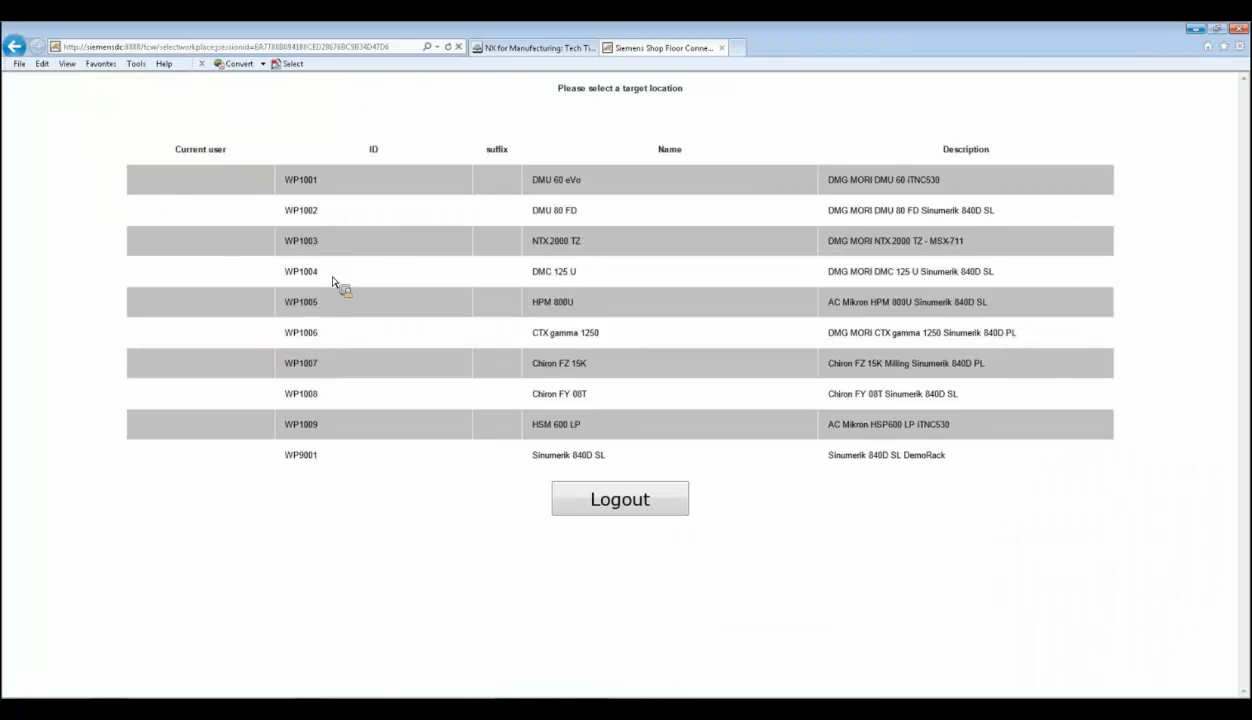 http://siemensdc:8888/tcw/selectworkplace;jsessionid=
NX for Manufacturing: Tech Ti...
Siemens Shop Floor Conne...
File Edit View Favorites Tools Help
Convert Select
Please select a target location
Current user ID suffix Name Description
WP1001 DMU 60 eVo DMG MORI DMU 60 iTNC530
WP1002 DMU 80 FD DMG MORI DMU 80 FD Sinumerik 840D SL
WP1003 NTX 2000 TZ DMG MORI NTX 2000 TZ - MSX-711
WP1004 DMC 125 U DMG MORI DMC 125 U Sinumerik 840D SL
WP1005 HPM 800U AC Mikron HPM 800U Sinumerik 840D SL
WP1006 CTX gamma 1250 DMG MORI CTX gamma 1250 Sinumerik 840D PL
WP1007 Chiron FZ 15K Chiron FZ 15K Milling Sinumerik 840D PL
WP1008 Chiron FY 08T Chiron FY 08T Sinumerik 840D SL
WP1009 HSM 600 LP AC Mikron HSP600 LP iTNC530
WP9001 Sinumerik 840D SL Sinumerik 840D SL DemoRack
Logout